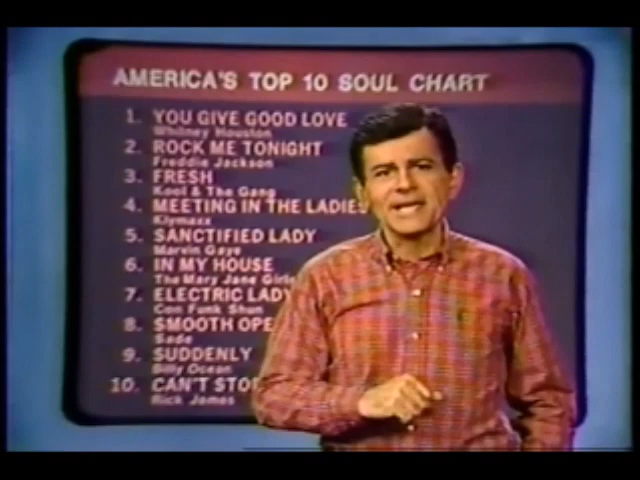 AMERICA'S TOP 10 SOUL CHART
1. YOU GIVE GOOD LOVE
Whitney Houston
2. ROCK ME TONIGHT
Freddie Jackson
3. FRESH
Kool & The Gang
4. MEETING IN THE LADIES
Klymaxx
5. SANCTIFIED LADY
Marvin Gaye
6. IN MY HOUSE
The Mary Jane Girls
7. ELECTRIC LADY
Con Funk Shun
8. SMOOTH OPE
Sade
9. SUDDENLY
Billy Ocean
10. CAN'T STOP
Rick James